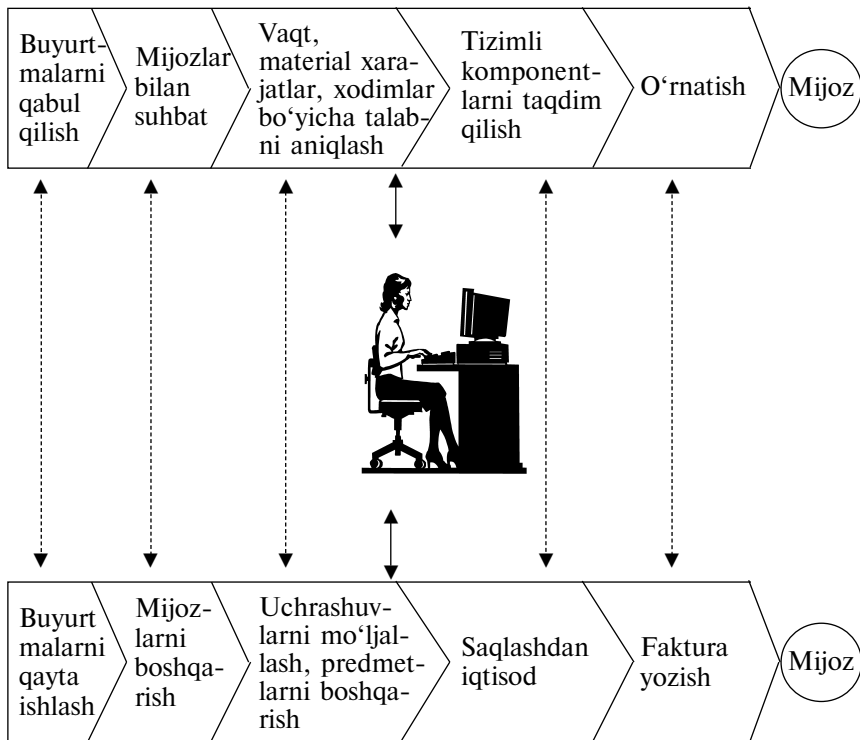 Buyurt-
malarni
qabul
qilish
Mijozlar
bilan
suhbat
Vaqt,
material xara-
jatlar, xodimlar
bo‘yicha talab-
ni aniqlash
Tizimli
komponent-
larni taqdim
qilish
O‘rnatish
Mijoz
Buyurt
malarni
qayta
ishlash
Mijoz-
larni
boshqa-
rish
Uchrashuv-
larni mo‘ljal-
lash, predmet-
larni boshqa-
rish
Saqlashdan
iqtisod
Faktura
yozish
Mijoz